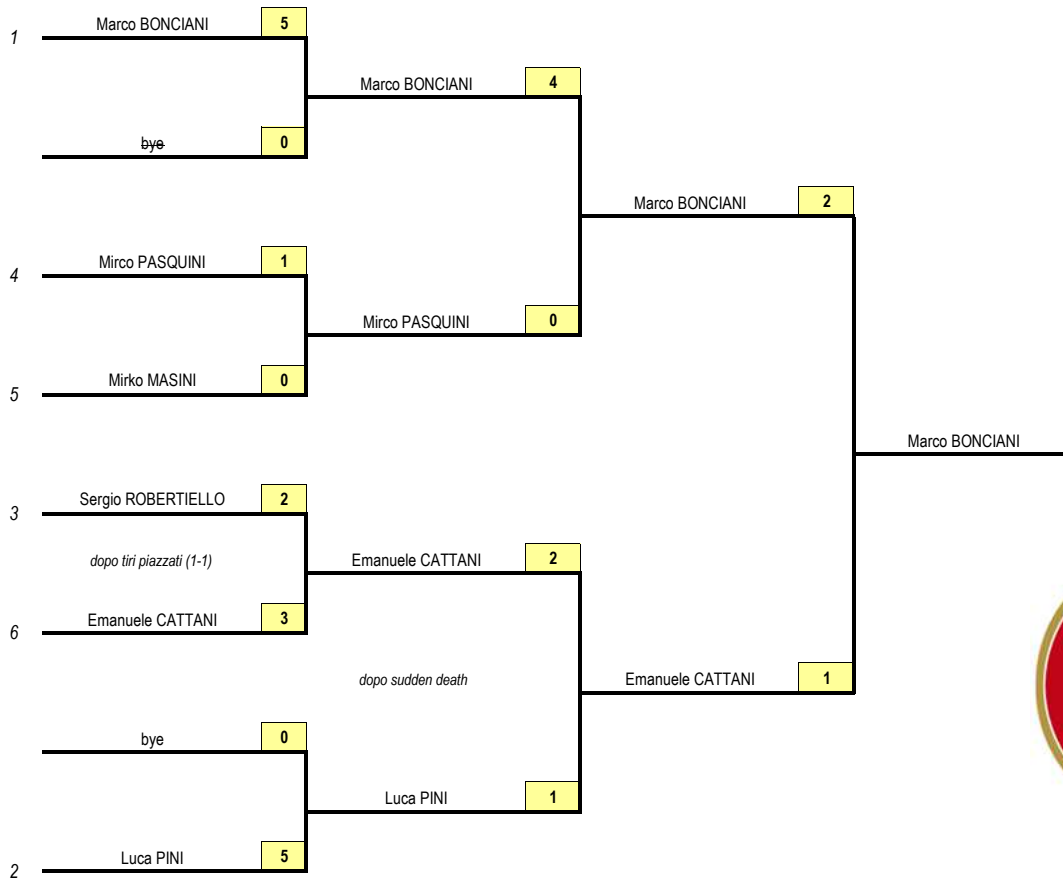 Marco BONCIANI 5
1
Marco BONCIANI 4
bye 0
Marco BONCIANI 2
Mirco PASQUINI 1
4
Mirco PASQUINI 0
Mirko MASINI 0
5
Marco BONCIANI
Sergio ROBERTIELLO 2
3
dopo tiri piazzati (1-1)
Emanuele CATTANI 2
Emanuele CATTANI 3
6
dopo sudden death
Emanuele CATTANI 1
bye 0
Luca PINI 1
Luca PINI 5
2